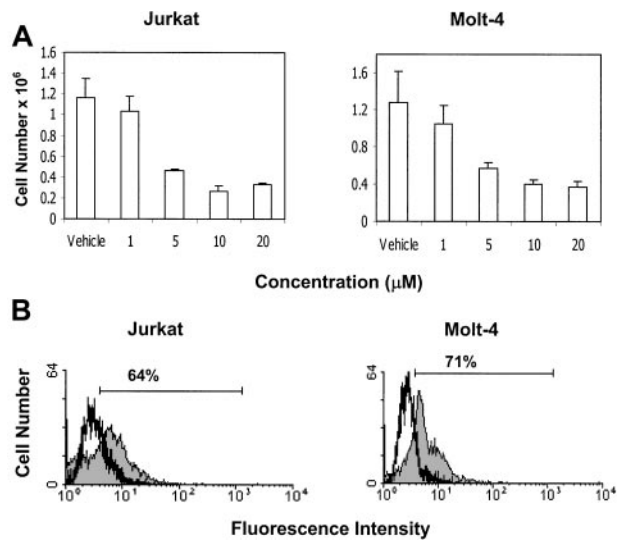 Jurkat
Molt-4
A
Cell Number x 10⁶
1.6
1.4
1.2
1
0.8
0.6
0.4
0.2
0
Vehicle 1 5 10 20
1.6
1.2
0.8
0.4
0
Vehicle 1 5 10 20
Concentration (μM)
B
Jurkat
Molt-4
Cell Number
64
0
64%
10⁰ 10¹ 10² 10³ 10⁴
64
0
71%
10⁰ 10¹ 10² 10³ 10⁴
Fluorescence Intensity